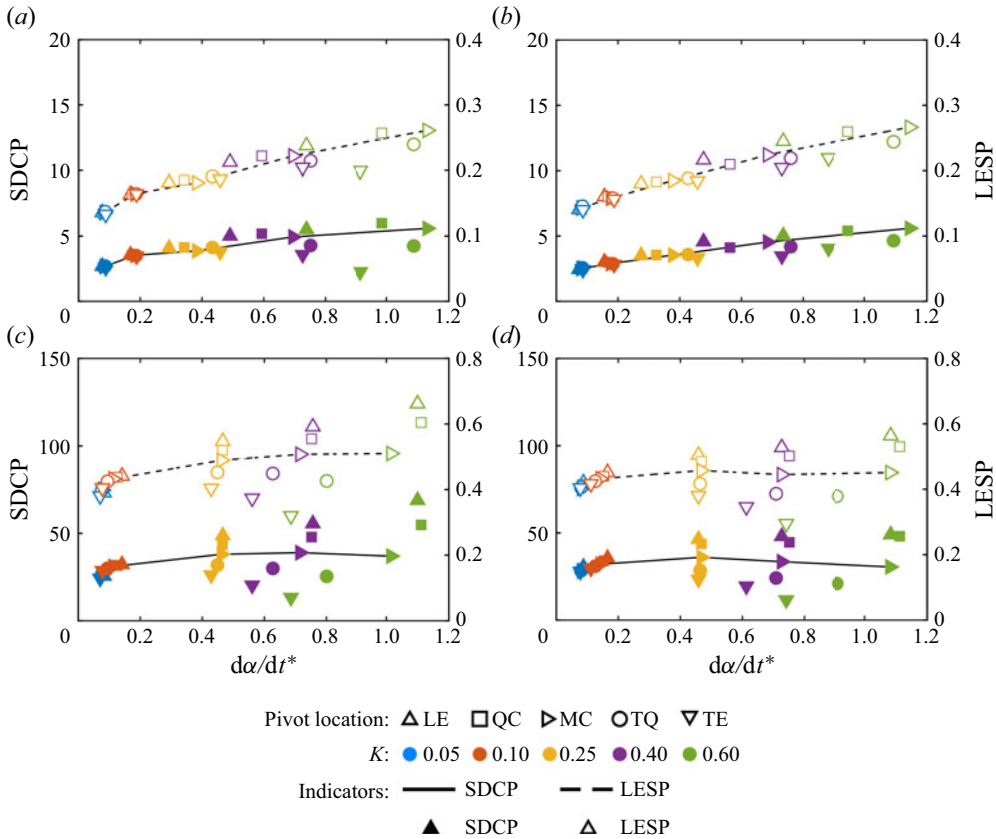 (a) (b)
20 0.4 20 0.4
15 0.3 15 0.3
SDCP 10 0.2 10 0.2 LESP
5 0.1 5 0.1
0 0
0 0.2 0.4 0.6 0.8 1.0 1.2 0 0.2 0.4 0.6 0.8 1.0 1.2
(c) (d)
150 0.8 150 0.8
100 0.6 100 0.6
SDCP 0.4 0.4 LESP
50 0.2 50 0.2
0 0
0 0.2 0.4 0.6 0.8 1.0 1.2 0 0.2 0.4 0.6 0.8 1.0 1.2
dα/dt* dα/dt*
Pivot location: LE QC MC TQ TE
K: 0.05 0.10 0.25 0.40 0.60
Indicators: SDCP LESP
SDCP LESP